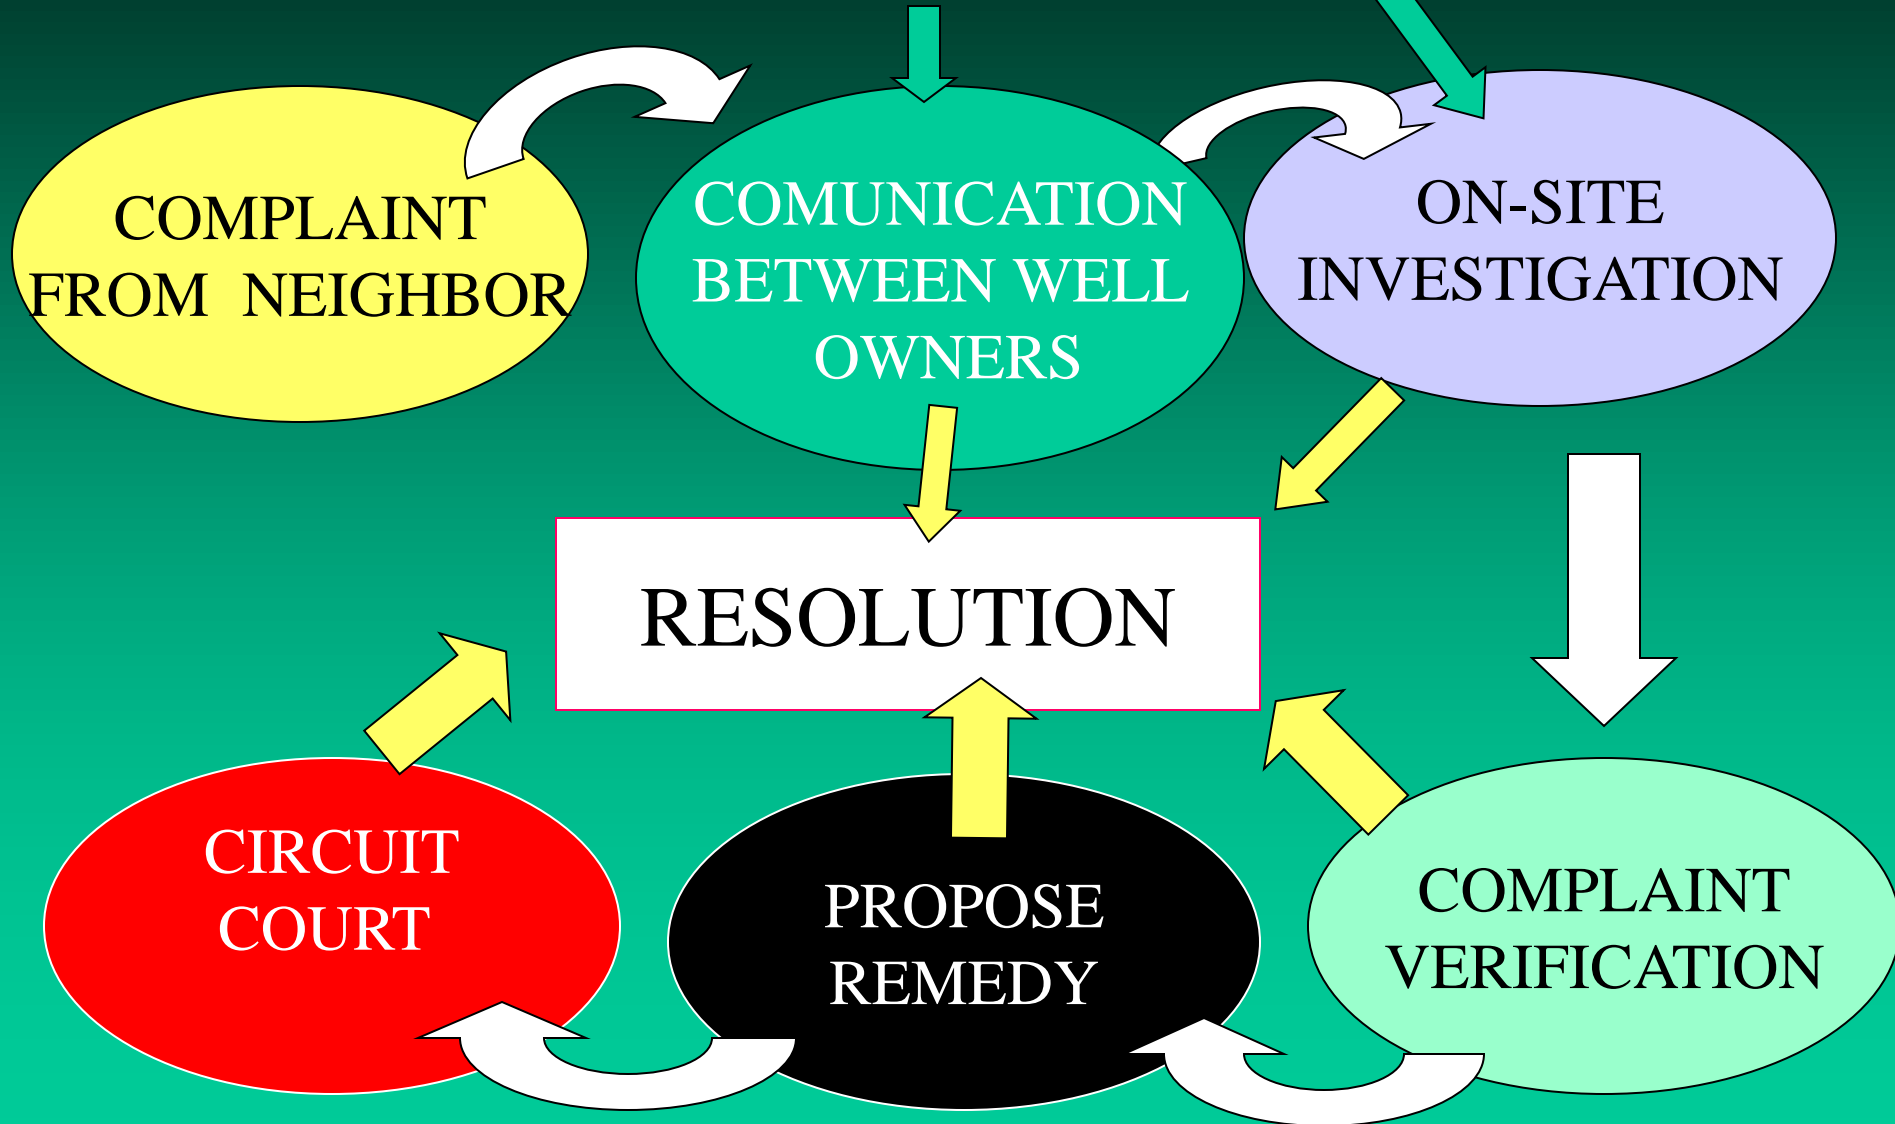 COMPLAINT
FROM NEIGHBOR
COMUNICATION
BETWEEN WELL
OWNERS
ON-SITE
INVESTIGATION
RESOLUTION
CIRCUIT
COURT
PROPOSE
REMEDY
COMPLAINT
VERIFICATION